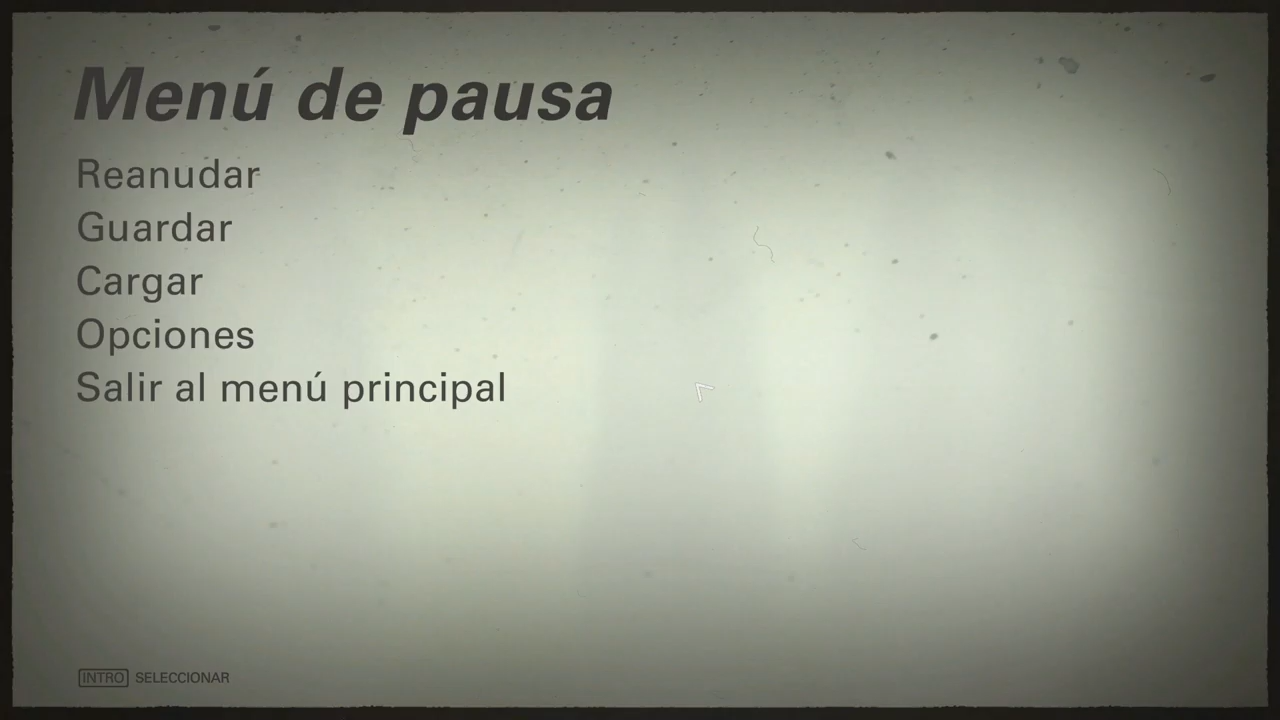 Menú de pausa
Reanudar
Guardar
Cargar
Opciones
Salir al menú principal
INTRO SELECCIONAR